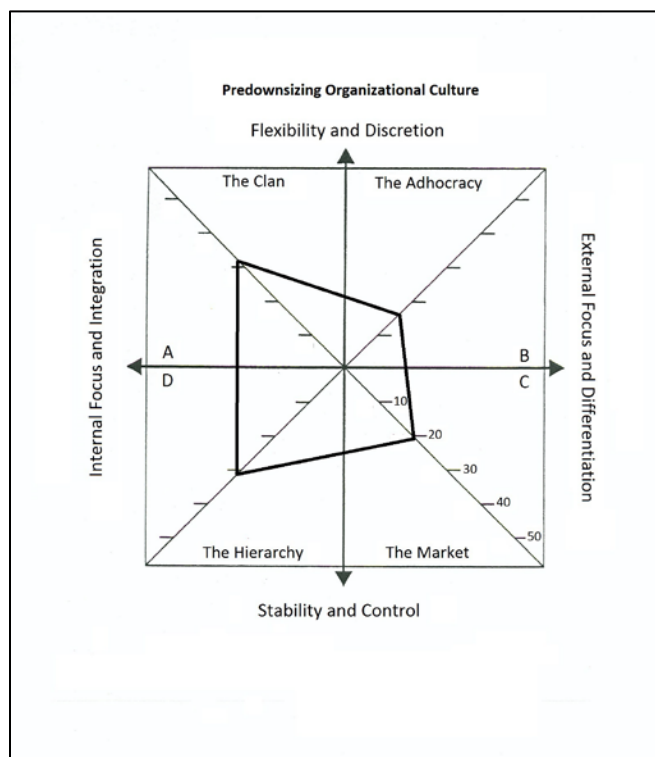 Predownsizing Organizational Culture
Flexibility and Discretion
The Clan
The Adhocracy
Internal Focus and Integration
External Focus and Differentiation
A
B
D
C
10
20
30
40
50
The Hierarchy
The Market
Stability and Control